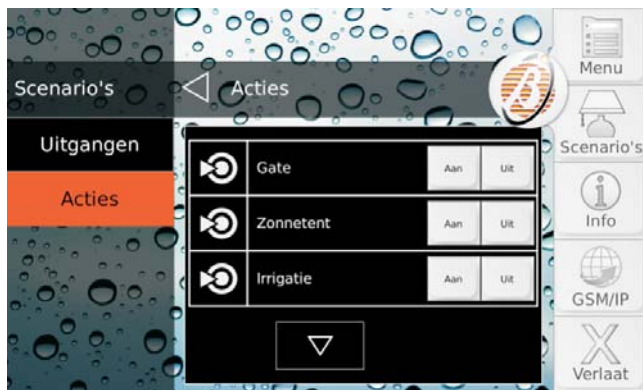 Scenario's
Acties
Uitgangen
Acties
Gate
Aan
Uit
Zonnetent
Aan
Uit
Irrigatie
Aan
Uit
Menu
Scenario's
Info
GSM/IP
Verlaat